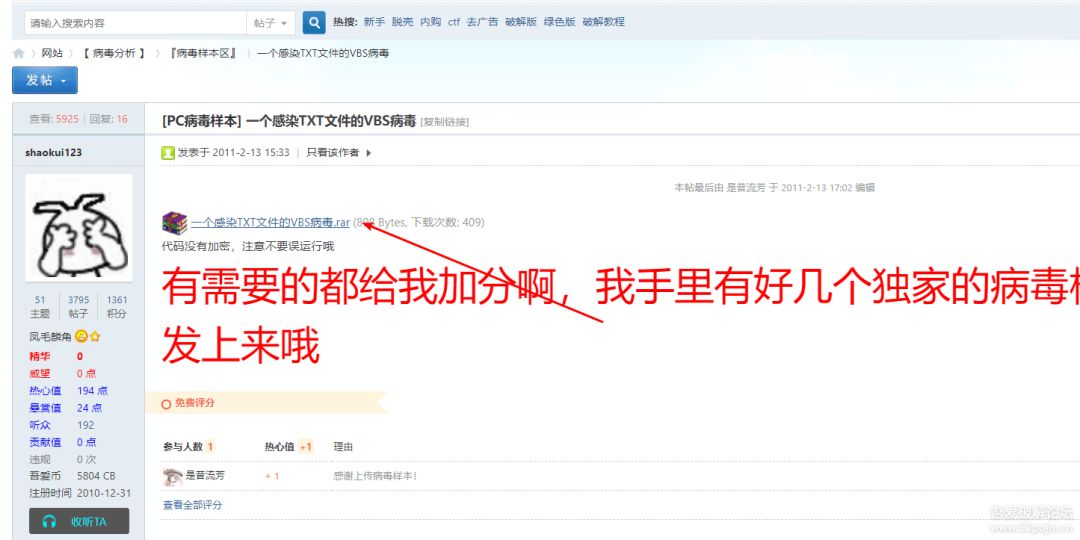 请输入搜索内容 帖子 热搜: 新手 脱壳 内购 ctf 去广告 破解版 绿色版 破解教程
网站 【 病毒分析 】 『病毒样本区』 一个感染TXT文件的VBS病毒
发帖
查看: 5925 | 回复: 16
[PC病毒样本] 一个感染TXT文件的VBS病毒 [复制链接]
shaokui123
发表于 2011-2-13 15:33 | 只看该作者
本帖最后由 是昔流芳 于 2011-2-13 17:02 编辑
一个感染TXT文件的VBS病毒.rar ( Bytes, 下载次数: 409)
代码没有加密，注意不要误运行哦
有需要的都给我加分啊，我手里有好几个独家的病毒
发上来哦
51 3795 1361
主题 帖子 积分
凤毛麟角
精华 0
威望 0 点
热心值 194 点
悬赏值 24 点
听众 192
贡献值 0 点
违规 0 次
吾爱币 5804 CB
注册时间 2010-12-31
收听TA
免费评分
参与人数 1 热心值 +1 理由
是昔流芳 + 1 感谢上传病毒样本!
查看全部评分
吾爱破解论坛
www.52pojie.cn